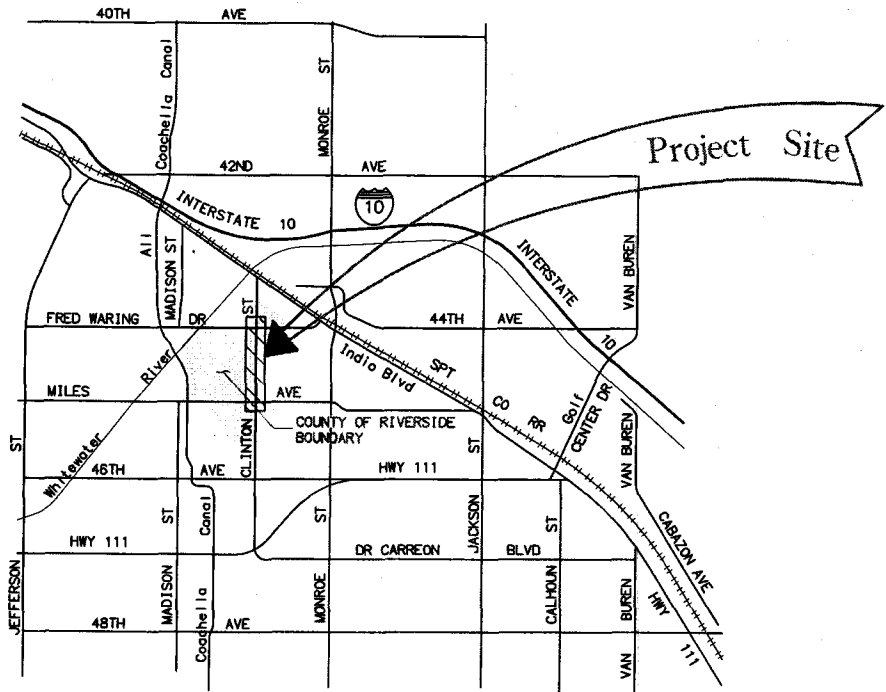 40TH AVE
Coachella Canal
MONROE ST
Project Site
42ND AVE
INTERSTATE 10
10
All
MADISON ST
INTERSTATE 10
VAN BUREN
FRED WARING DR
ST
44TH AVE
River
Indio Blvd
SPT CO RR
Golf CENTER DR
MILES AVE
COUNTY OF RIVERSIDE
BOUNDARY
CLINTON
ST
Whitewater
46TH AVE
HWY 111
ST
VAN BUREN
CABAZON AVE
HWY 111
ST
Canal
ST
JACKSON
ST
DR CARREON BLVD
JEFFERSON
MADISON
Coachella
MONROE
CALHOUN
VAN BUREN
HWY 111
48TH AVE